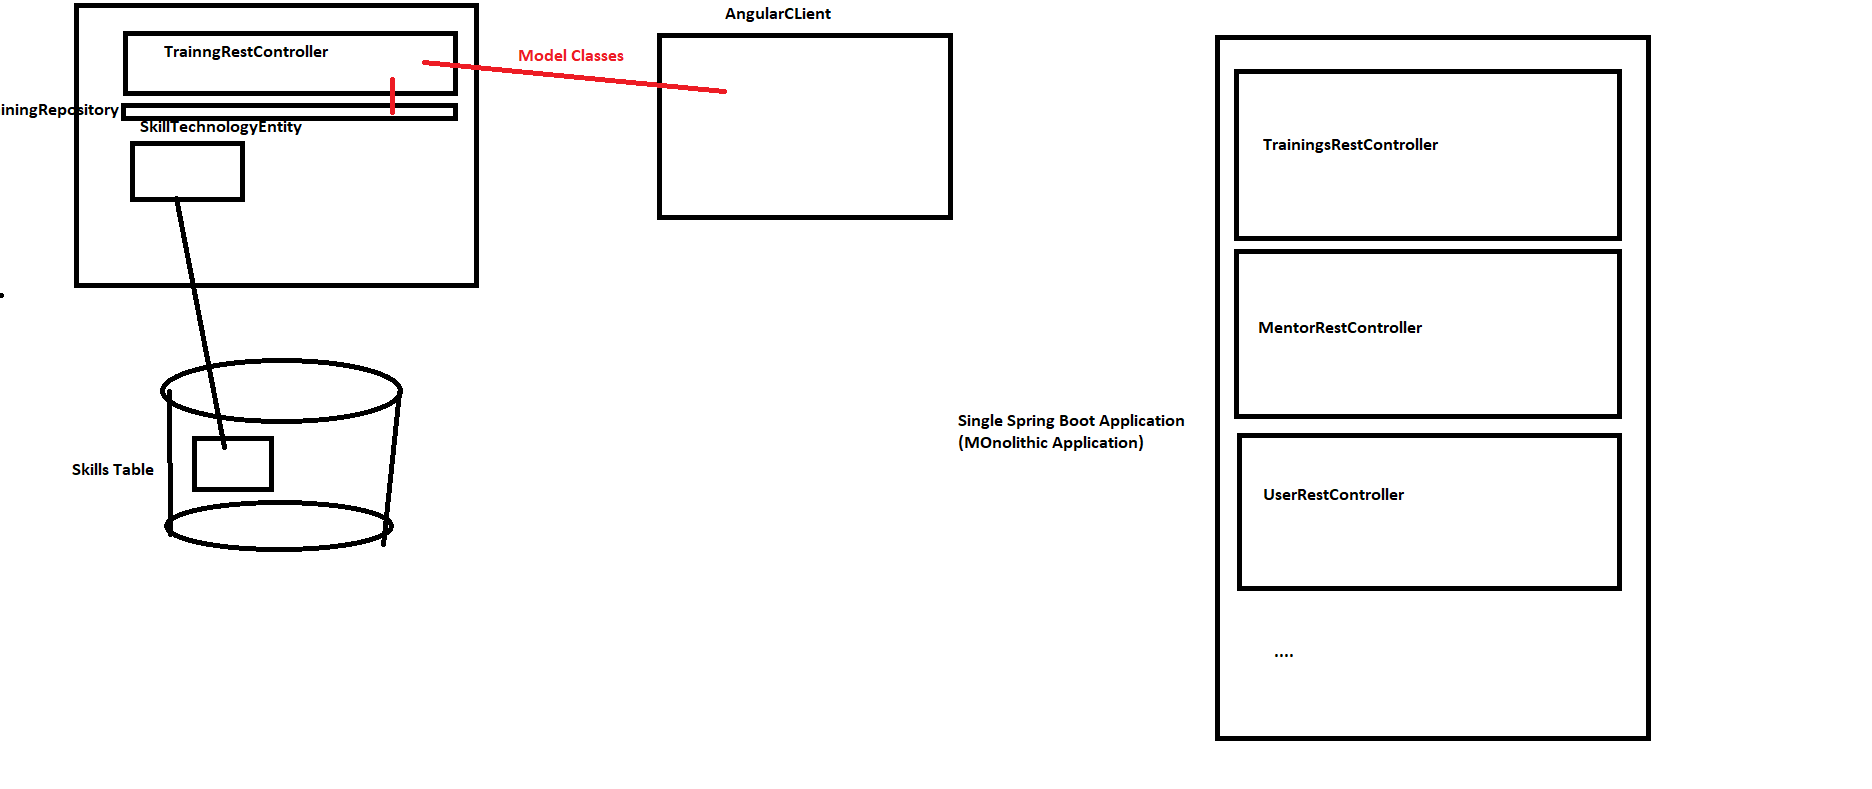 AngularCLient
TrainngRestController
Model Classes
iningRepository
SkillTechnologyEntity
Skills Table
Single Spring Boot Application
(MOnolithic Application)
TrainingsRestController
MentorRestController
UserRestController
....